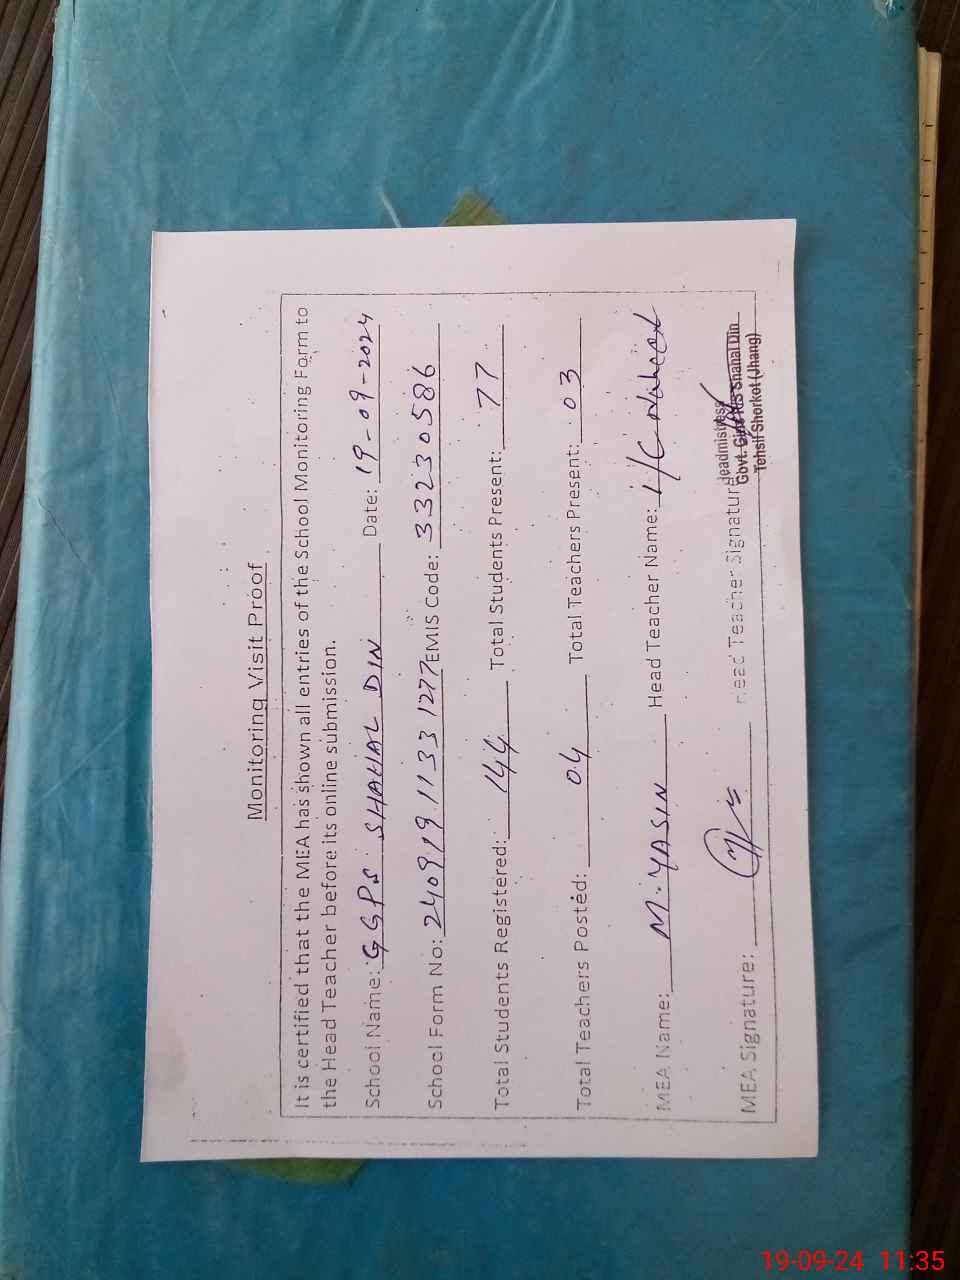 Monitoring Visit Proof
It is certified that the MEA has shown all entries of the School Monitoring Form to
the Head Teacher before its online submission.
School Name: GGPS SHAHAL DIN Date: 19-09-2024
School Form No: 24091911331277 EMIS Code: 33230586
Total Students Registered: 144 Total Students Present: 77
Total Teachers Posted: 04 Total Teachers Present: 03
MEA Name: M.YASIN Head Teacher Name: I/C Naheed
MEA Signature: Head Teacher Signature
Headmistress
Govt. Girls Shahal Din
Tehsil Shorkot (Jhang)
19-09-24 11:35